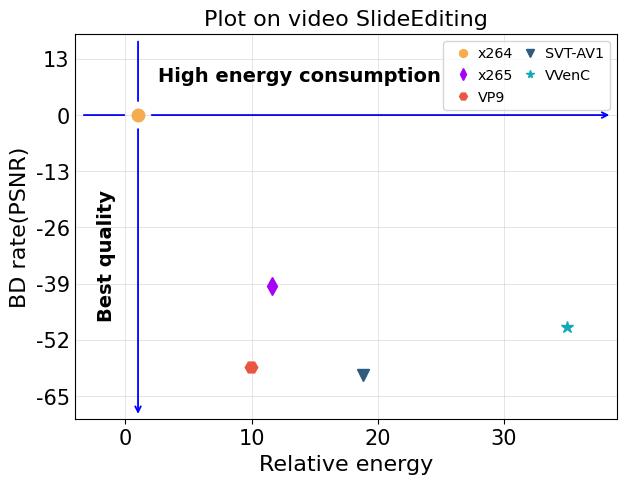 Plot on video SlideEditing
BD rate(PSNR)
13
0
-13
-26
-39
-52
-65
High energy consumption
Best quality
x264
x265
VP9
SVT-AV1
VVenC
0
10
20
30
Relative energy